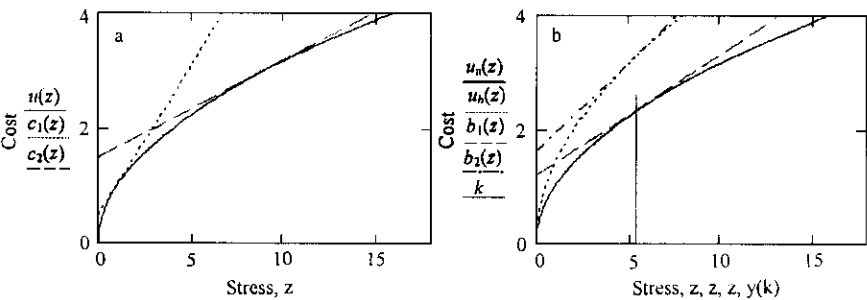 a
4
2
0
Cost
u(z)
c₁(z)
c₂(z)
0 5 10 15
Stress, z
b
4
2
0
Cost
uₙ(z)
u_b(z)
b₁(z)
b₂(z)
k
0 5 10 15
Stress, z, z, z, y(k)